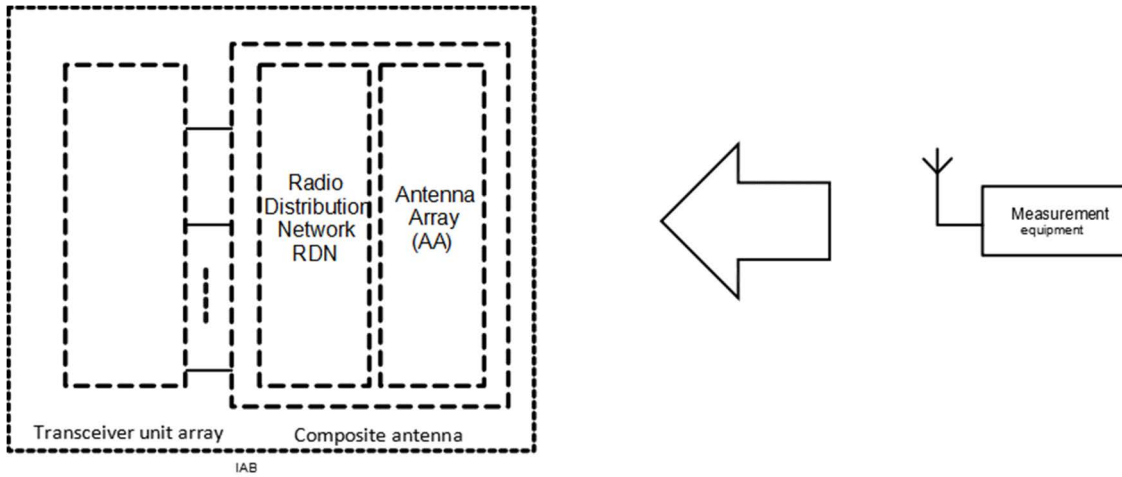 Radio
Distribution
Network
RDN
Antenna
Array
(AA)
Measurement
equipment
Transceiver unit array
Composite antenna
IAB